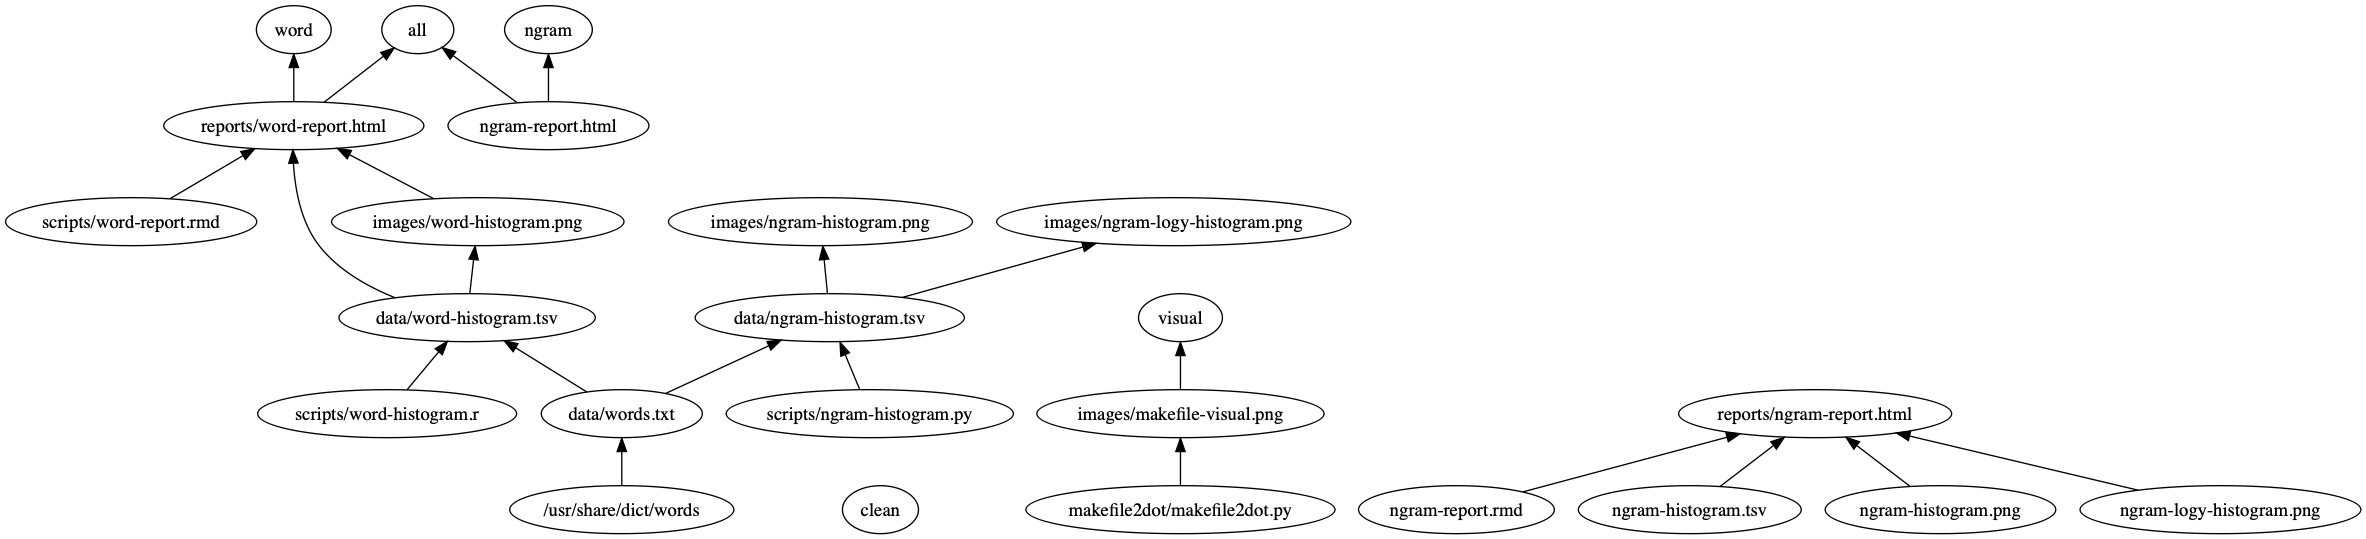 word
all
ngram
reports/word-report.html
ngram-report.html
scripts/word-report.rmd
images/word-histogram.png
images/ngram-histogram.png
images/ngram-logy-histogram.png
data/word-histogram.tsv
data/ngram-histogram.tsv
visual
scripts/word-histogram.r
data/words.txt
scripts/ngram-histogram.py
images/makefile-visual.png
reports/ngram-report.html
/usr/share/dict/words
clean
makefile2dot/makefile2dot.py
ngram-report.rmd
ngram-histogram.tsv
ngram-histogram.png
ngram-logy-histogram.png